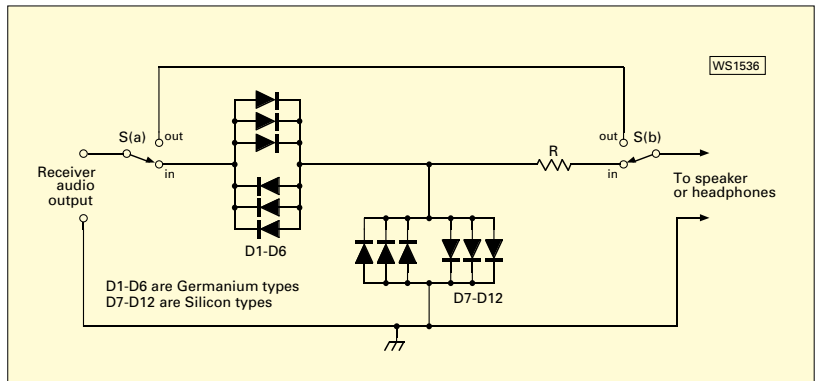 WS1536
S(a)
out
in
Receiver
audio
output
R
out
S(b)
in
To speaker
or headphones
D1-D6
D1-D6 are Germanium types
D7-D12 are Silicon types
D7-D12